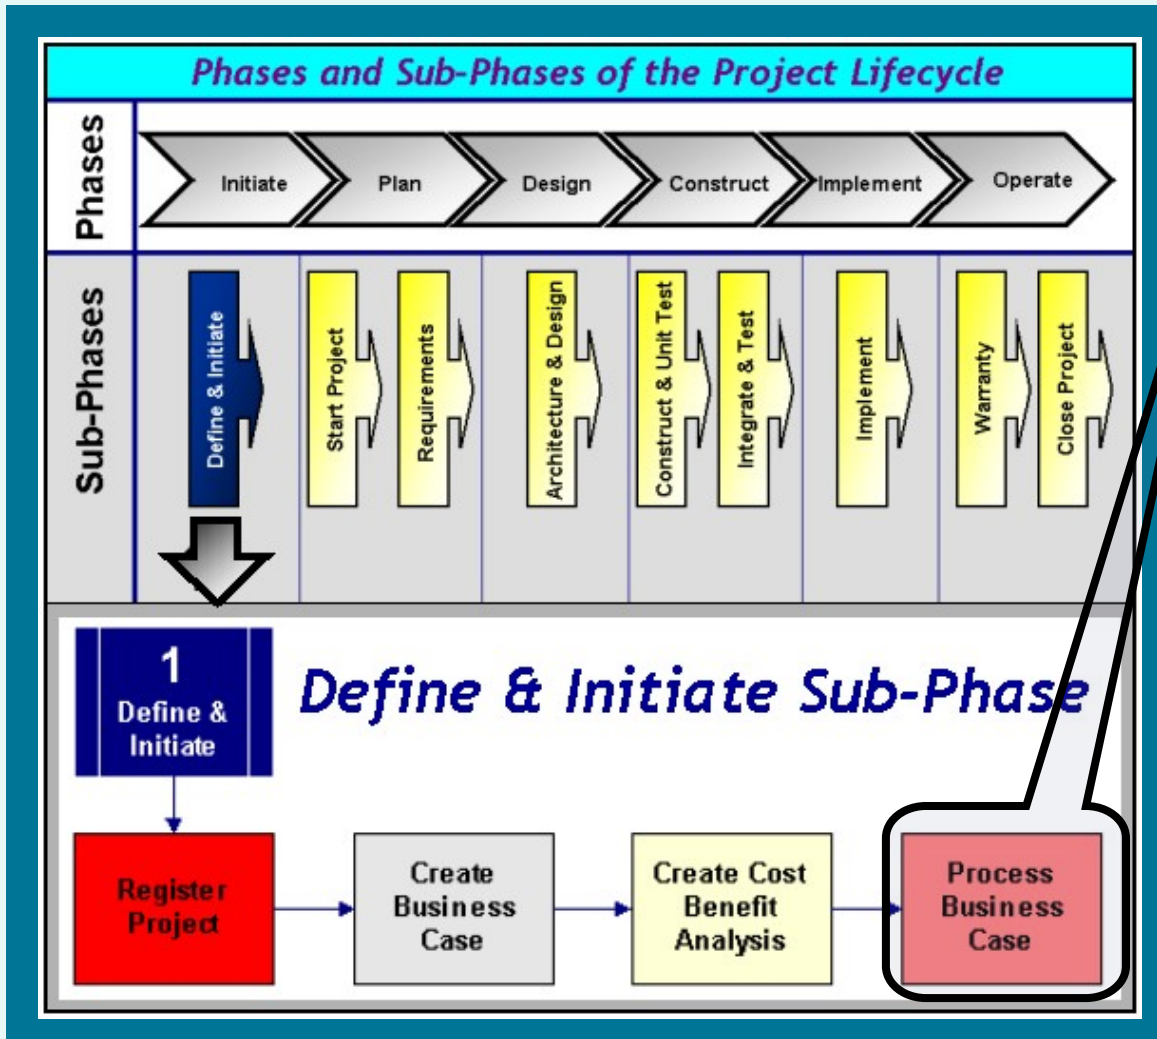 Phases and Sub-Phases of the Project Lifecycle
Phases
Initiate
Plan
Design
Construct
Implement
Operate
Sub-Phases
Define & Initiate
Start Project
Requirements
Architecture & Design
Construct & Unit Test
Integrate & Test
Implement
Warranty
Close Project
1
Define &
Initiate
Define & Initiate Sub-Phase
Register
Project
Create
Business
Case
Create Cost
Benefit
Analysis
Process
Business
Case